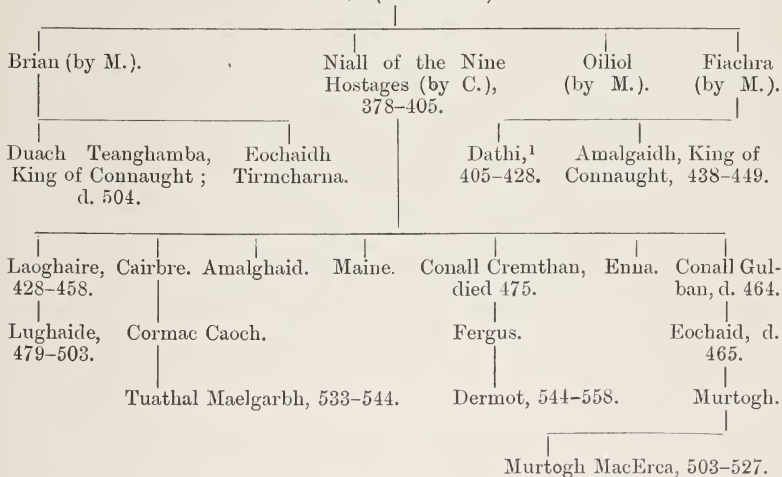 Brian (by M.).
Niall of the Nine
Hostages (by C.),
378–405.
Oiliol
(by M.).
Fiachra
(by M.).
Duach Teanghamba,
King of Connaught ;
d. 504.
Eochaidh
Tirmcharna.
Dathi,¹
405–428.
Amalgaidh, King of
Connaught, 438–449.
Laoghaire,
428–458.
Cairbre.
Amalghaid.
Maine.
Conall Cremthan,
died 475.
Enna.
Conall Gul-
ban, d. 464.
Lughaide,
479–503.
Cormac Caoch.
Fergus.
Eochaid, d.
465.
Tuathal Maelgarbh, 533–544.
Dermot, 544–558.
Murtogh.
Murtogh MacErca, 503–527.